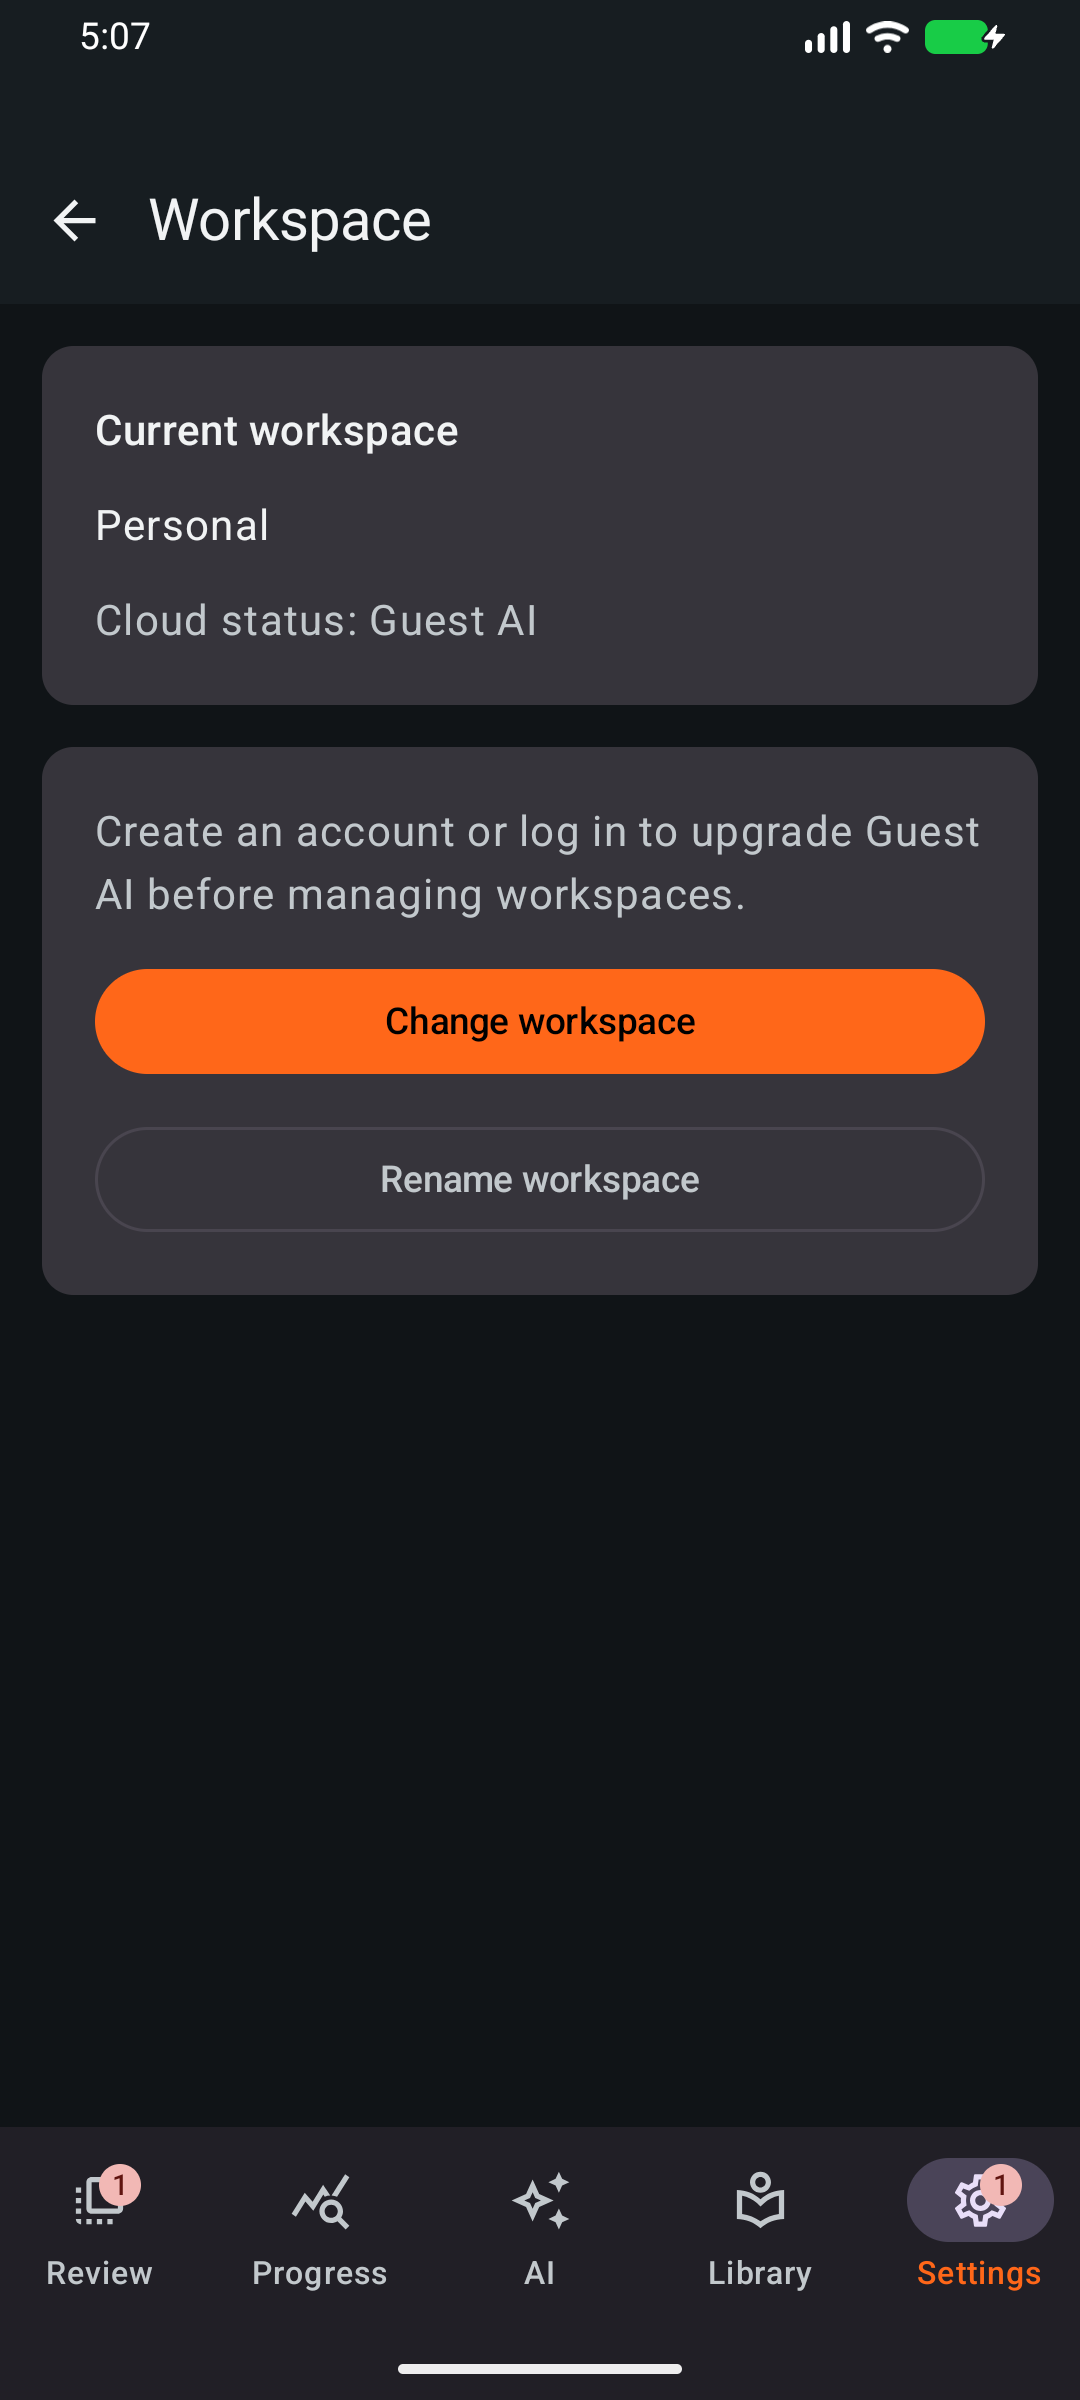 5:07
Workspace
Current workspace
Personal
Cloud status: Guest AI
Create an account or log in to upgrade Guest
AI before managing workspaces.
Change workspace
Rename workspace
1
1
Review
Progress
AI
Library
Settings